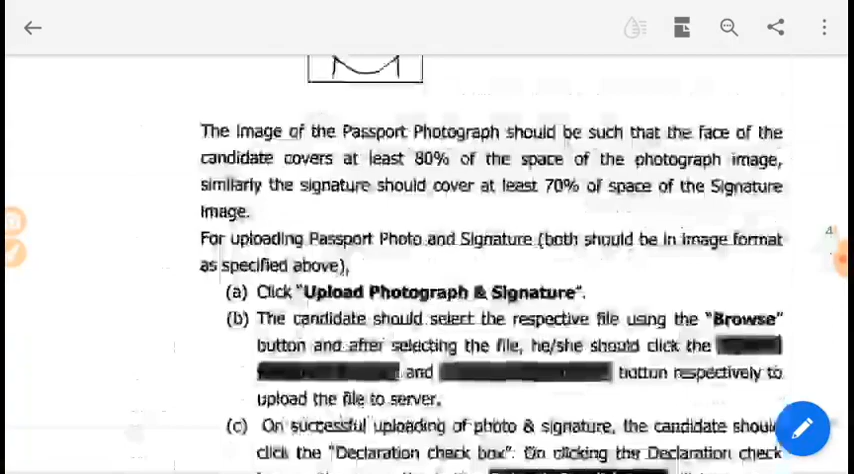 The Image of the Passport Photograph should be such that the face of the
candidate covers at least 80% of the space of the photograph image,
similarly the signature should cover at least 70% of space of the Signature
Image.
For uploading Passport Photo and Signature (both should be in image format
as specified above),
(a) Click "Upload Photograph & Signature".
(b) The candidate should select the respective file using the "Browse"
button and after selecting the file, he/she should click the
and button respectively to
upload the file to server.
(c) On successful uploading of photo & signature, the candidate should
click the "Declaration check box". On clicking the Declaration check